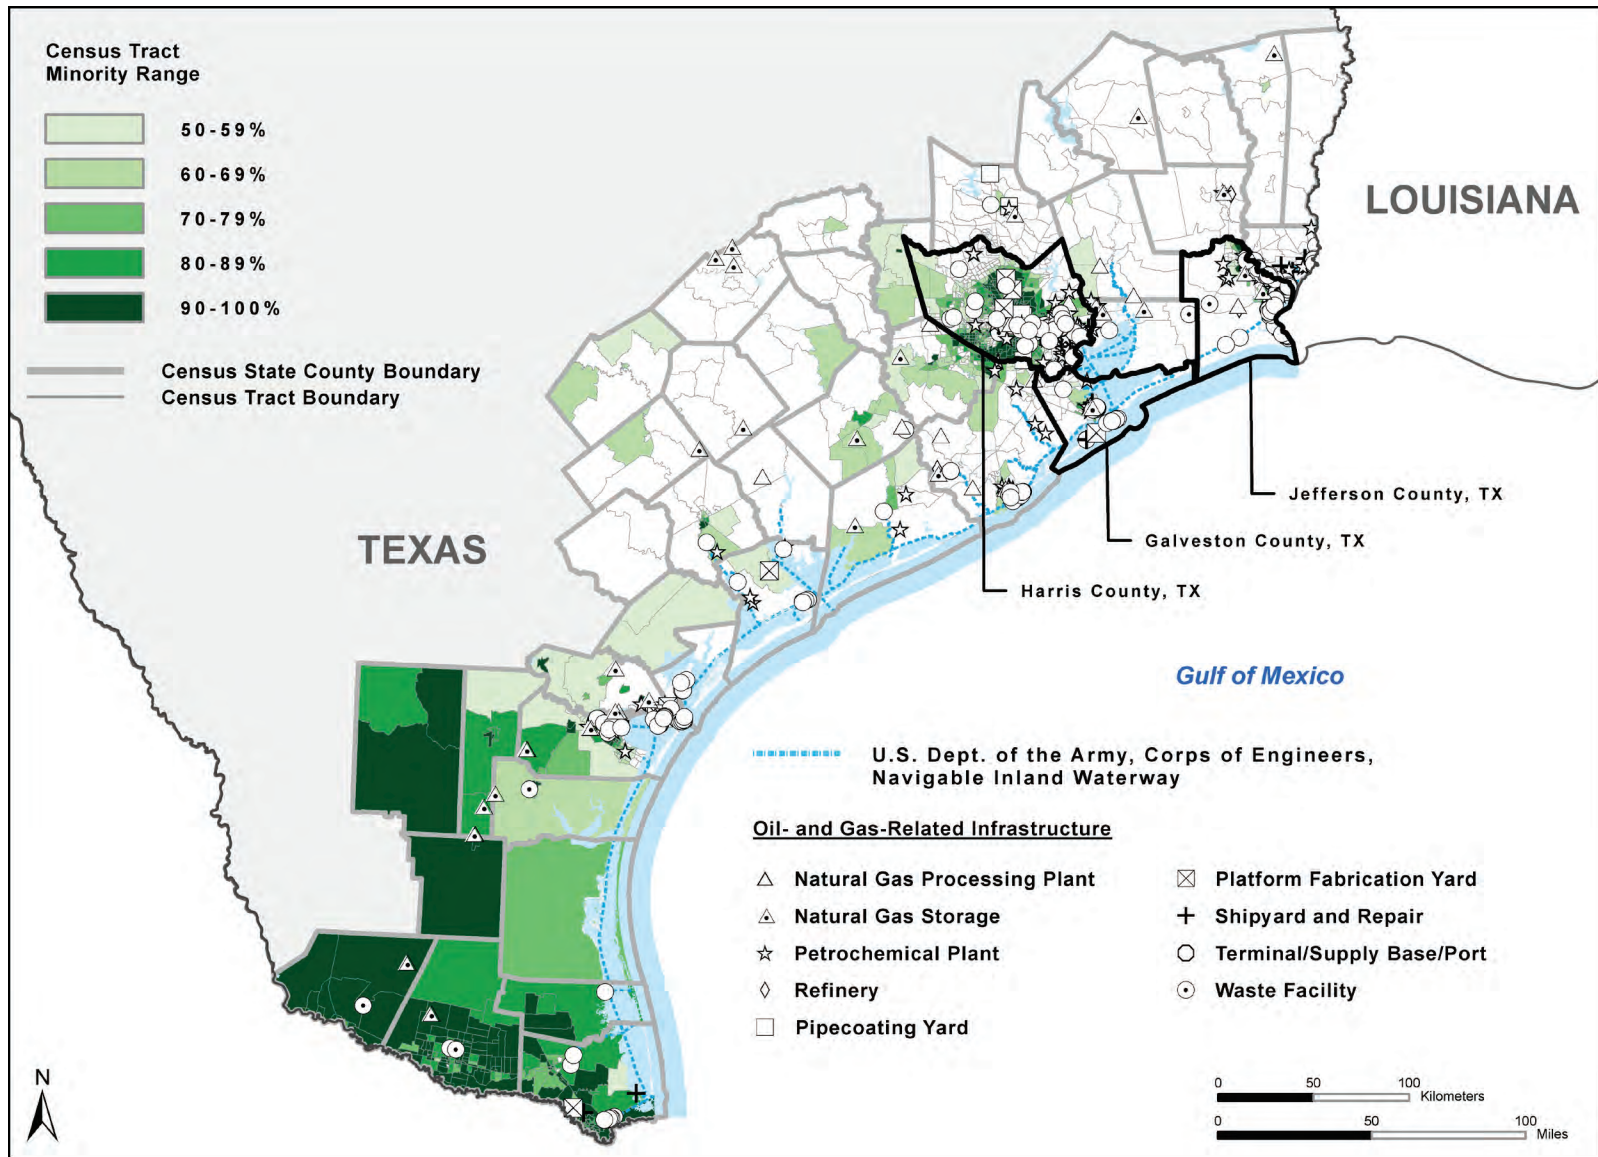 Census Tract
Minority Range
50-59%
60-69%
70-79%
80-89%
90-100%
Census State County Boundary
Census Tract Boundary
LOUISIANA
TEXAS
Jefferson County, TX
Galveston County, TX
Harris County, TX
Gulf of Mexico
U.S. Dept. of the Army, Corps of Engineers,
Navigable Inland Waterway
Oil- and Gas-Related Infrastructure
Natural Gas Processing Plant
Natural Gas Storage
Petrochemical Plant
Refinery
Pipecoating Yard
Platform Fabrication Yard
Shipyard and Repair
Terminal/Supply Base/Port
Waste Facility
N
0 50 100
Kilometers
0 50 100
Miles